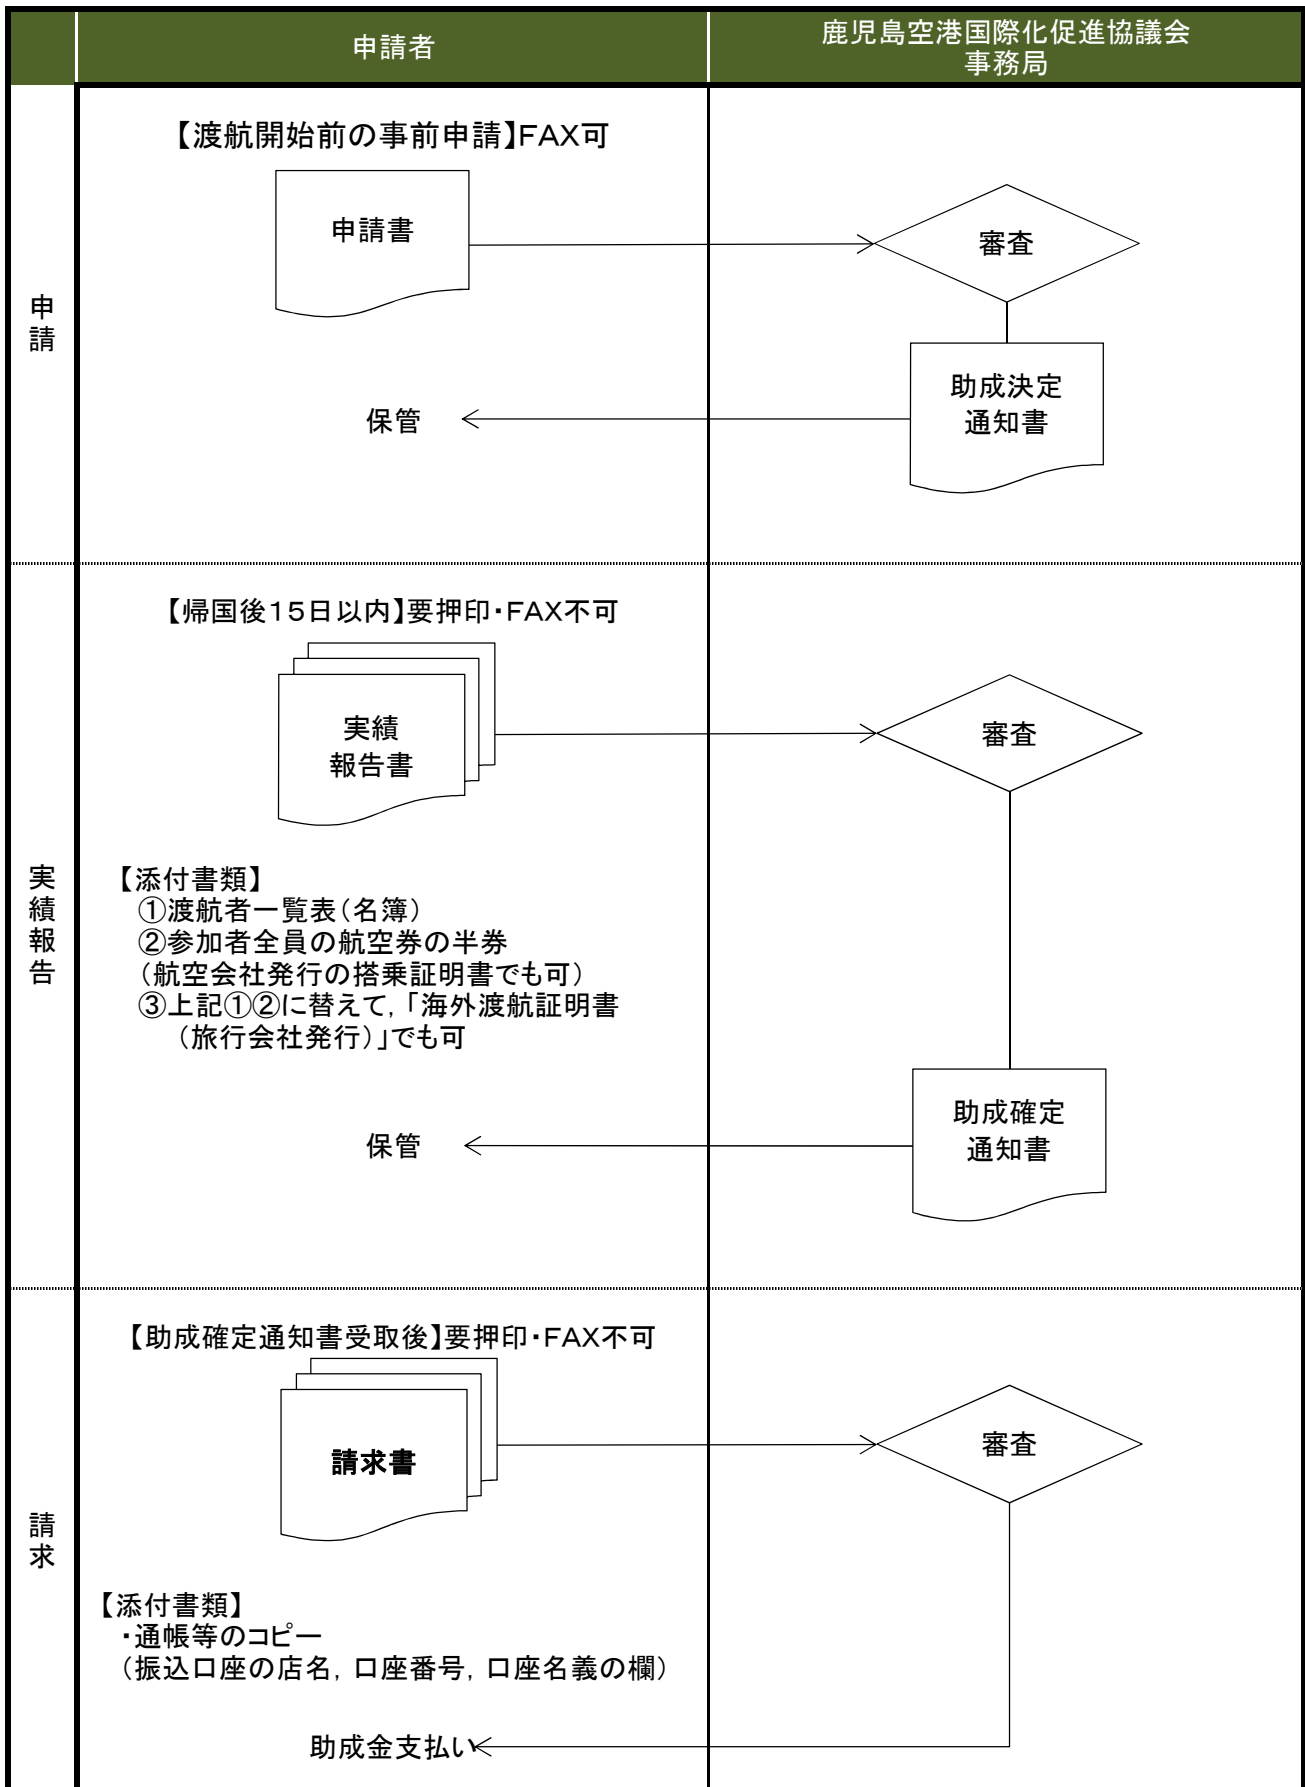 申請者
鹿児島空港国際化促進協議会
事務局
申請
【渡航開始前の事前申請】FAX可
申請書
審査
助成決定
通知書
保管
実績報告
【帰国後15日以内】要押印・FAX不可
実績
報告書
審査
【添付書類】
①渡航者一覧表（名簿）
②参加者全員の航空券の半券
（航空会社発行の搭乗証明書でも可）
③上記①②に替えて，「海外渡航証明書
（旅行会社発行）」でも可
助成確定
通知書
保管
請求
【助成確定通知書受取後】要押印・FAX不可
請求書
審査
【添付書類】
・通帳等のコピー
（振込口座の店名，口座番号，口座名義の欄）
助成金支払い